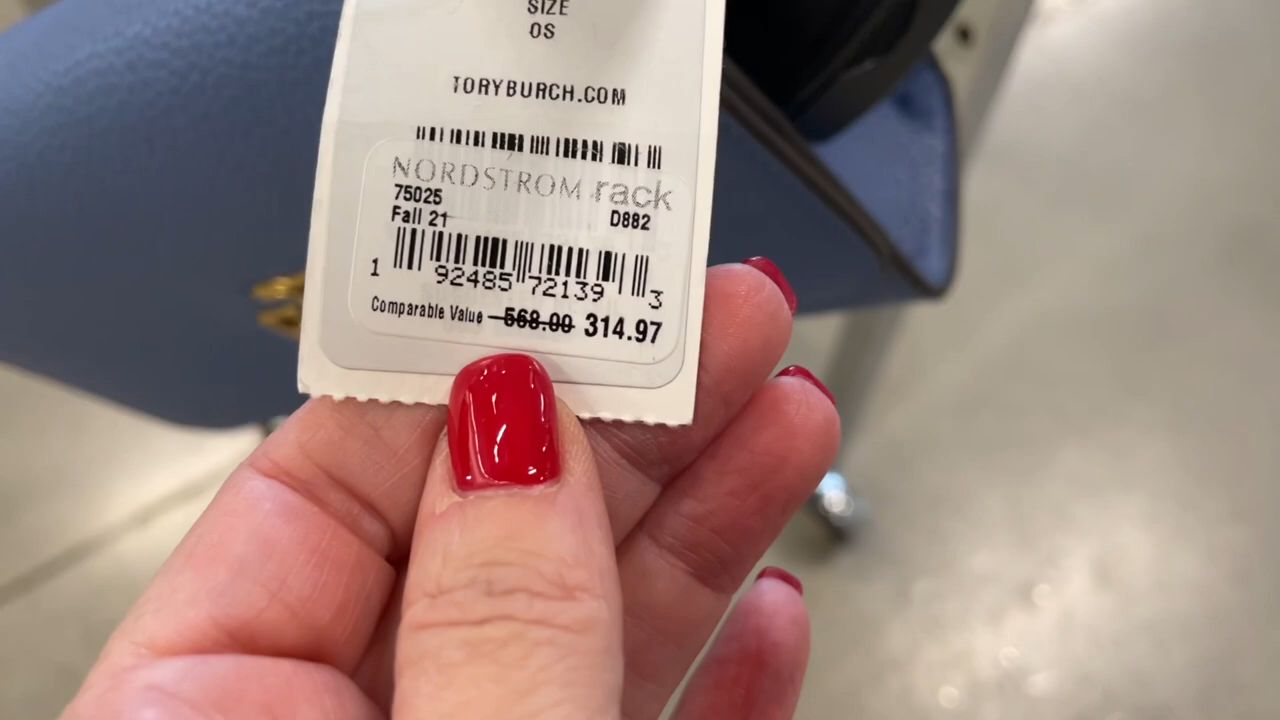 SIZE
OS
TORYBURCH.COM
NORDSTROM rack
75025
Fall 21 D882
1 92485 72139 3
Comparable Value 568.00 314.97